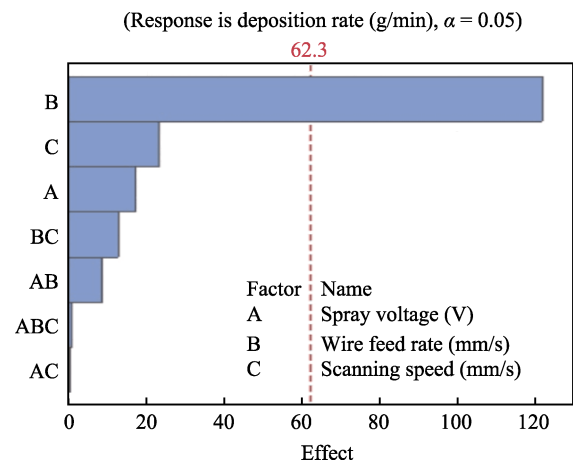 (Response is deposition rate (g/min), α = 0.05)
62.3
B
C
A
BC
AB
ABC
AC
Factor Name
A Spray voltage (V)
B Wire feed rate (mm/s)
C Scanning speed (mm/s)
0 20 40 60 80 100 120
Effect